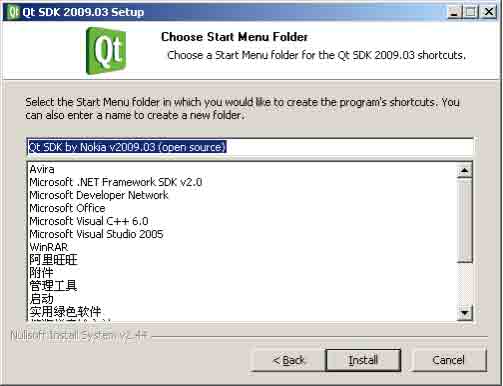 Qt SDK 2009.03 Setup
Qt
Choose Start Menu Folder
Choose a Start Menu folder for the Qt SDK 2009.03 shortcuts.
Select the Start Menu folder in which you would like to create the program's shortcuts. You
can also enter a name to create a new folder.
Qt SDK by Nokia v2009.03 (open source)
Avira
Microsoft .NET Framework SDK v2.0
Microsoft Developer Network
Microsoft Office
Microsoft Visual C++ 6.0
Microsoft Visual Studio 2005
WinRAR
阿里旺旺
附件
管理工具
启动
实用绿色软件
Nullsoft Install System v2.44
< Back
Install
Cancel